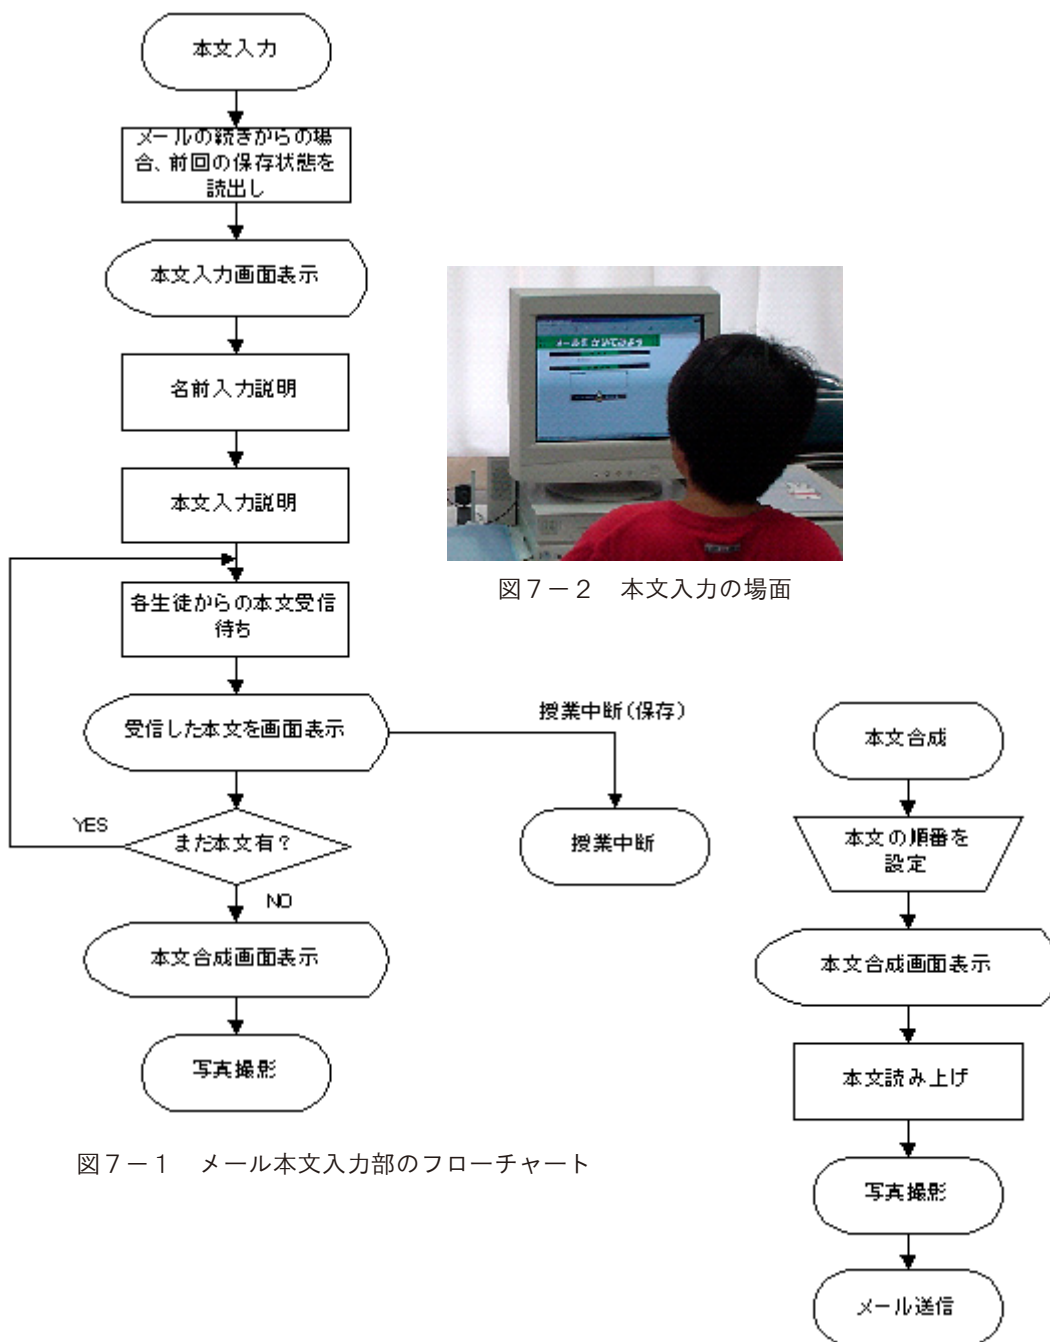 本文入力
メールの続きからの場
合、前回の保存状態を
読出し
本文入力画面表示
名前入力説明
本文入力説明
各生徒からの本文受信
待ち
受信した本文を画面表示
授業中断(保存)
授業中断
YES
まだ本文有?
NO
本文合成画面表示
写真撮影
図7-1 メール本文入力部のフローチャート
図7-2 本文入力の場面
本文合成
本文の順番を
設定
本文合成画面表示
本文読み上げ
写真撮影
メール送信